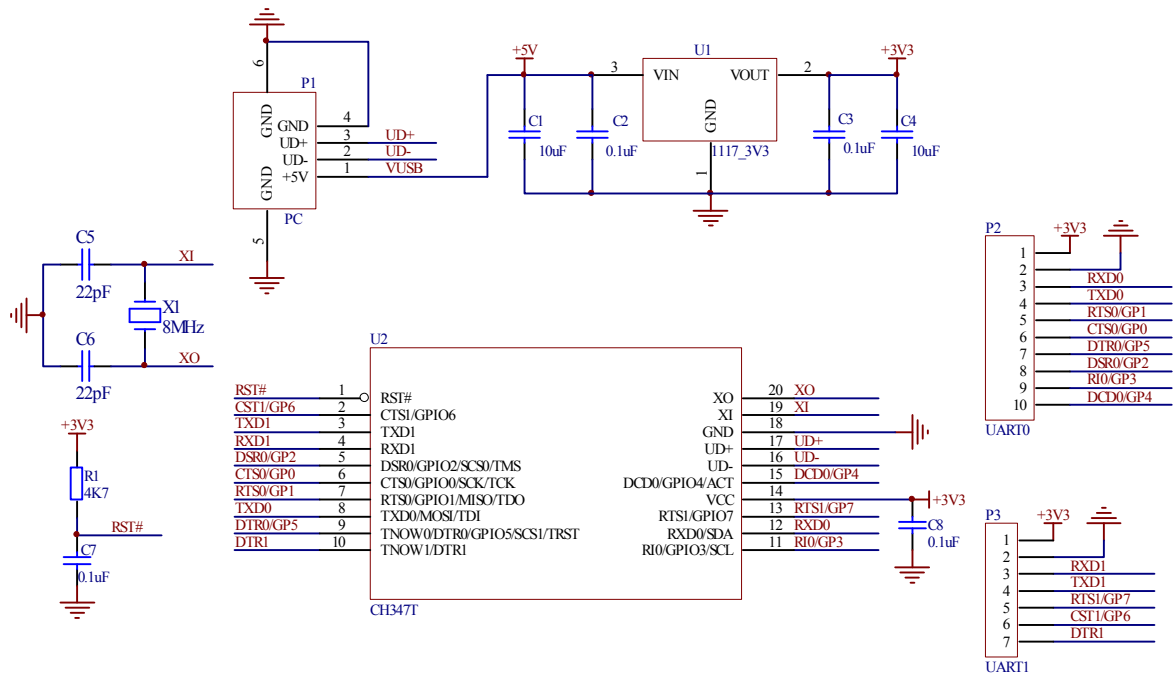 6
P1
GND
GND
4
UD+
3
UD+
UD-
2
UD-
+5V
1
VUSB
GND
PC
5
+5V
U1
+3V3
3
VIN
VOUT
2
GND
1117_3V3
1
C1
10uF
C2
0.1uF
C3
0.1uF
C4
10uF
C5
22pF
XI
X1
8MHz
C6
22pF
XO
+3V3
R1
4K7
RST#
C7
0.1uF
U2
RST# 1 RST#
CST1/GP6 2 CTS1/GPIO6
TXD1 3 TXD1
RXD1 4 RXD1
DSR0/GP2 5 DSR0/GPIO2/SCS0/TMS
CTS0/GP0 6 CTS0/GPIO0/SCK/TCK
RTS0/GP1 7 RTS0/GPIO1/MISO/TDO
TXD0 8 TXD0/MOSI/TDI
DTR0/GP5 9 TNOW0/DTR0/GPIO5/SCS1/TRST
DTR1 10 TNOW1/DTR1
XO 20 XO
XI 19 XI
GND 18
UD+ 17 UD+
UD- 16 UD-
DCD0/GPIO4/ACT 15 DCD0/GP4
VCC 14
RTS1/GPIO7 13 RTS1/GP7
RXD0/SDA 12 RXD0
RI0/GPIO3/SCL 11 RI0/GP3
CH347T
+3V3
C8
0.1uF
P2
+3V3
1
2
3 RXD0
4 TXD0
5 RTS0/GP1
6 CTS0/GP0
7 DTR0/GP5
8 DSR0/GP2
9 RI0/GP3
10 DCD0/GP4
UART0
P3
+3V3
1
2
3 RXD1
4 TXD1
5 RTS1/GP7
6 CST1/GP6
7 DTR1
UART1